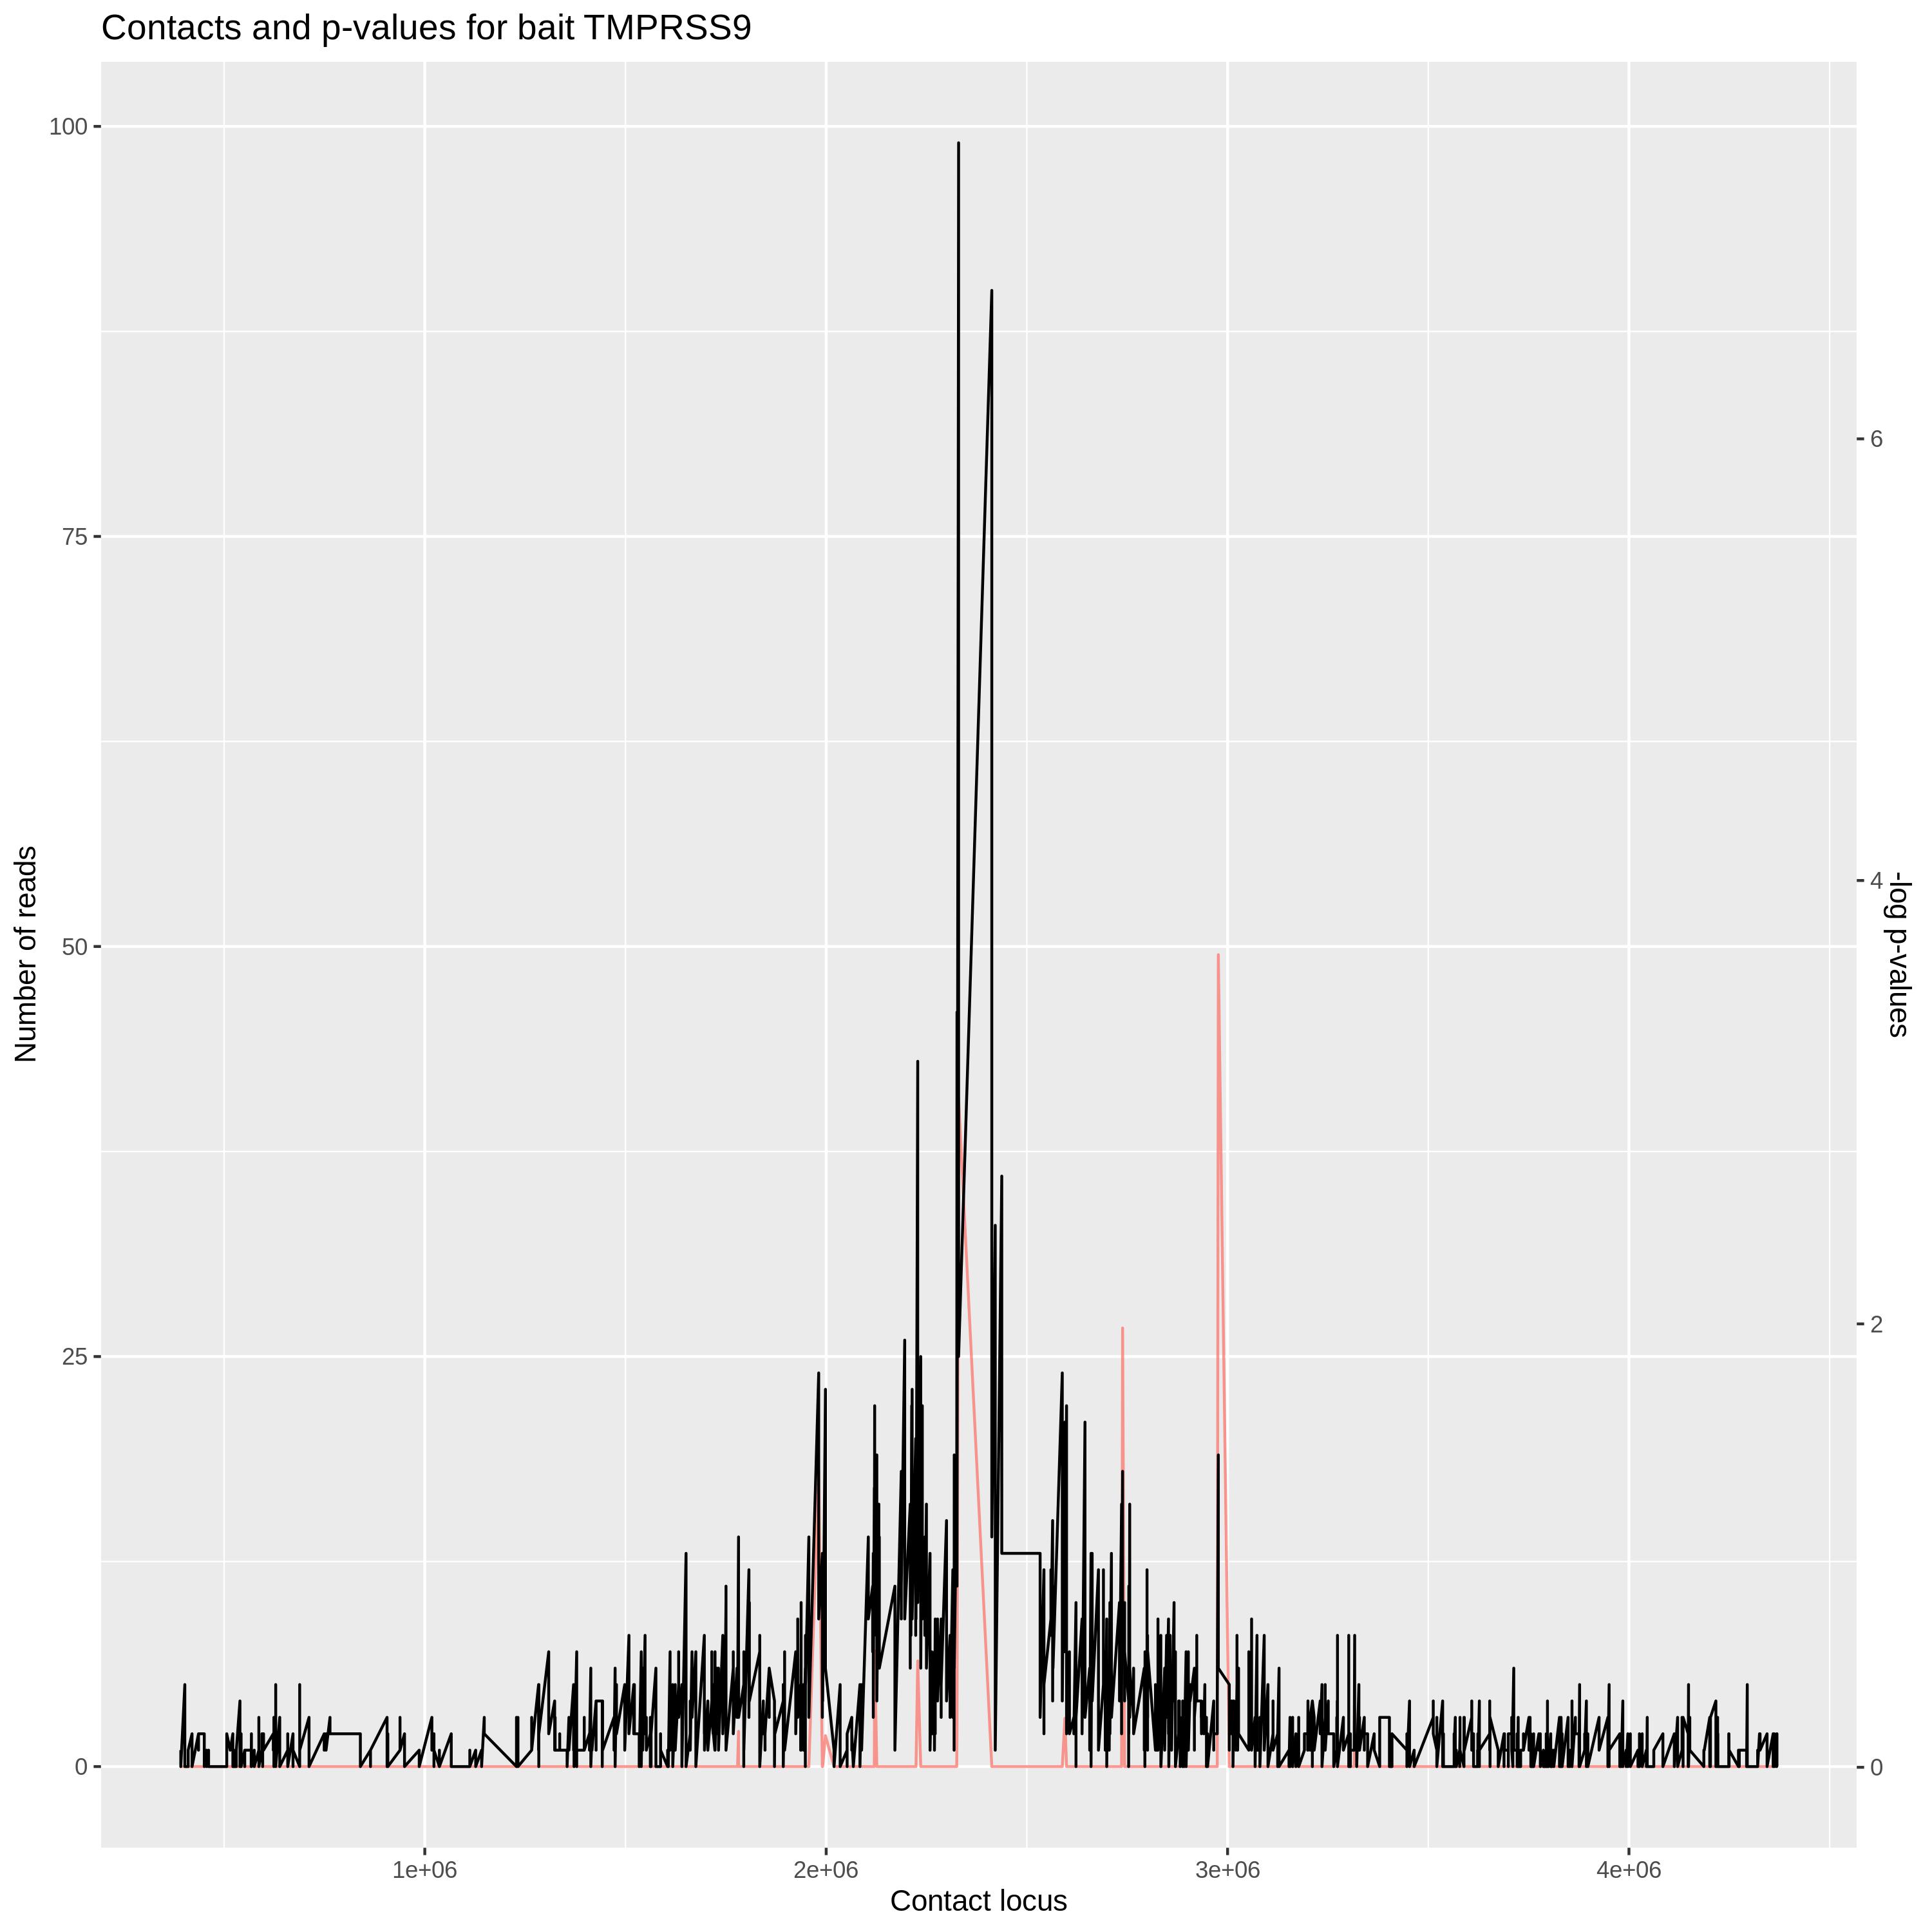 Contacts and p-values for bait TMPRSS9
100
75
50
25
0
Number of reads
6
4
2
0
-log p-values
1e+06
2e+06
3e+06
4e+06
Contact locus